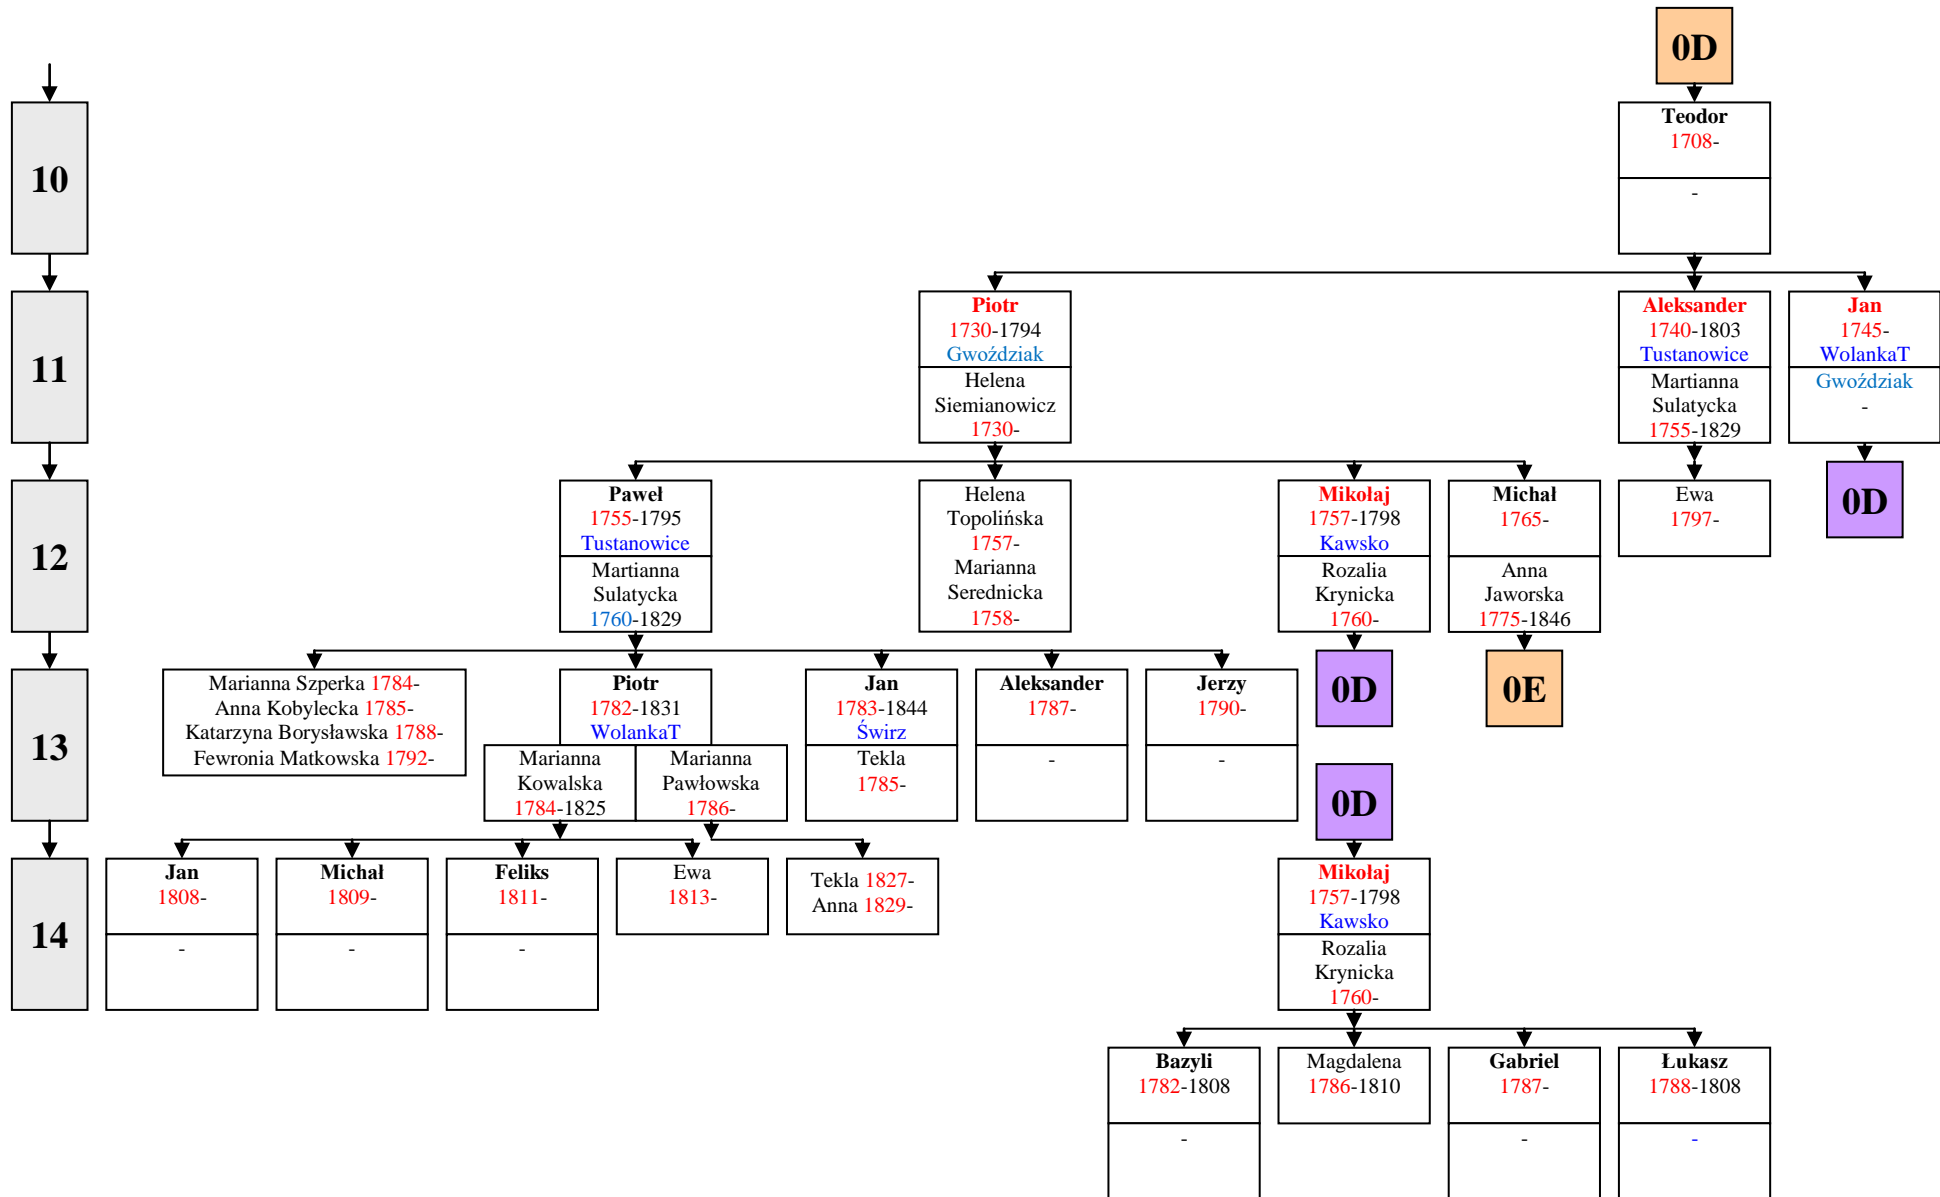 0D
10
Teodor
1708-
-
11
Piotr
1730-1794
Gwoździak
Helena
Siemianowicz
1730-
Aleksander
1740-1803
Tustanowice
Martianna
Sulatycka
1755-1829
Jan
1745-
WolankaT
Gwoździak
-
12
Paweł
1755-1795
Tustanowice
Martianna
Sulatycka
1760-1829
Helena
Topolińska
1757-
Marianna
Serednicka
1758-
Mikołaj
1757-1798
Kawsko
Rozalia
Krynicka
1760-
Michał
1765-
Anna
Jaworska
1775-1846
Ewa
1797-
0D
13
Marianna Szperka 1784-
Anna Kobylecka 1785-
Katarzyna Borysławska 1788-
Fewronia Matkowska 1792-
Piotr
1782-1831
WolankaT
Marianna
Kowalska
1784-1825
Marianna
Pawłowska
1786-
Jan
1783-1844
Świrz
Tekla
1785-
Aleksander
1787-
-
Jerzy
1790-
-
0D
0E
0D
14
Jan
1808-
-
Michał
1809-
-
Feliks
1811-
-
Ewa
1813-
Tekla 1827-
Anna 1829-
Mikołaj
1757-1798
Kawsko
Rozalia
Krynicka
1760-
Bazyli
1782-1808
-
Magdalena
1786-1810
Gabriel
1787-
-
Łukasz
1788-1808
-